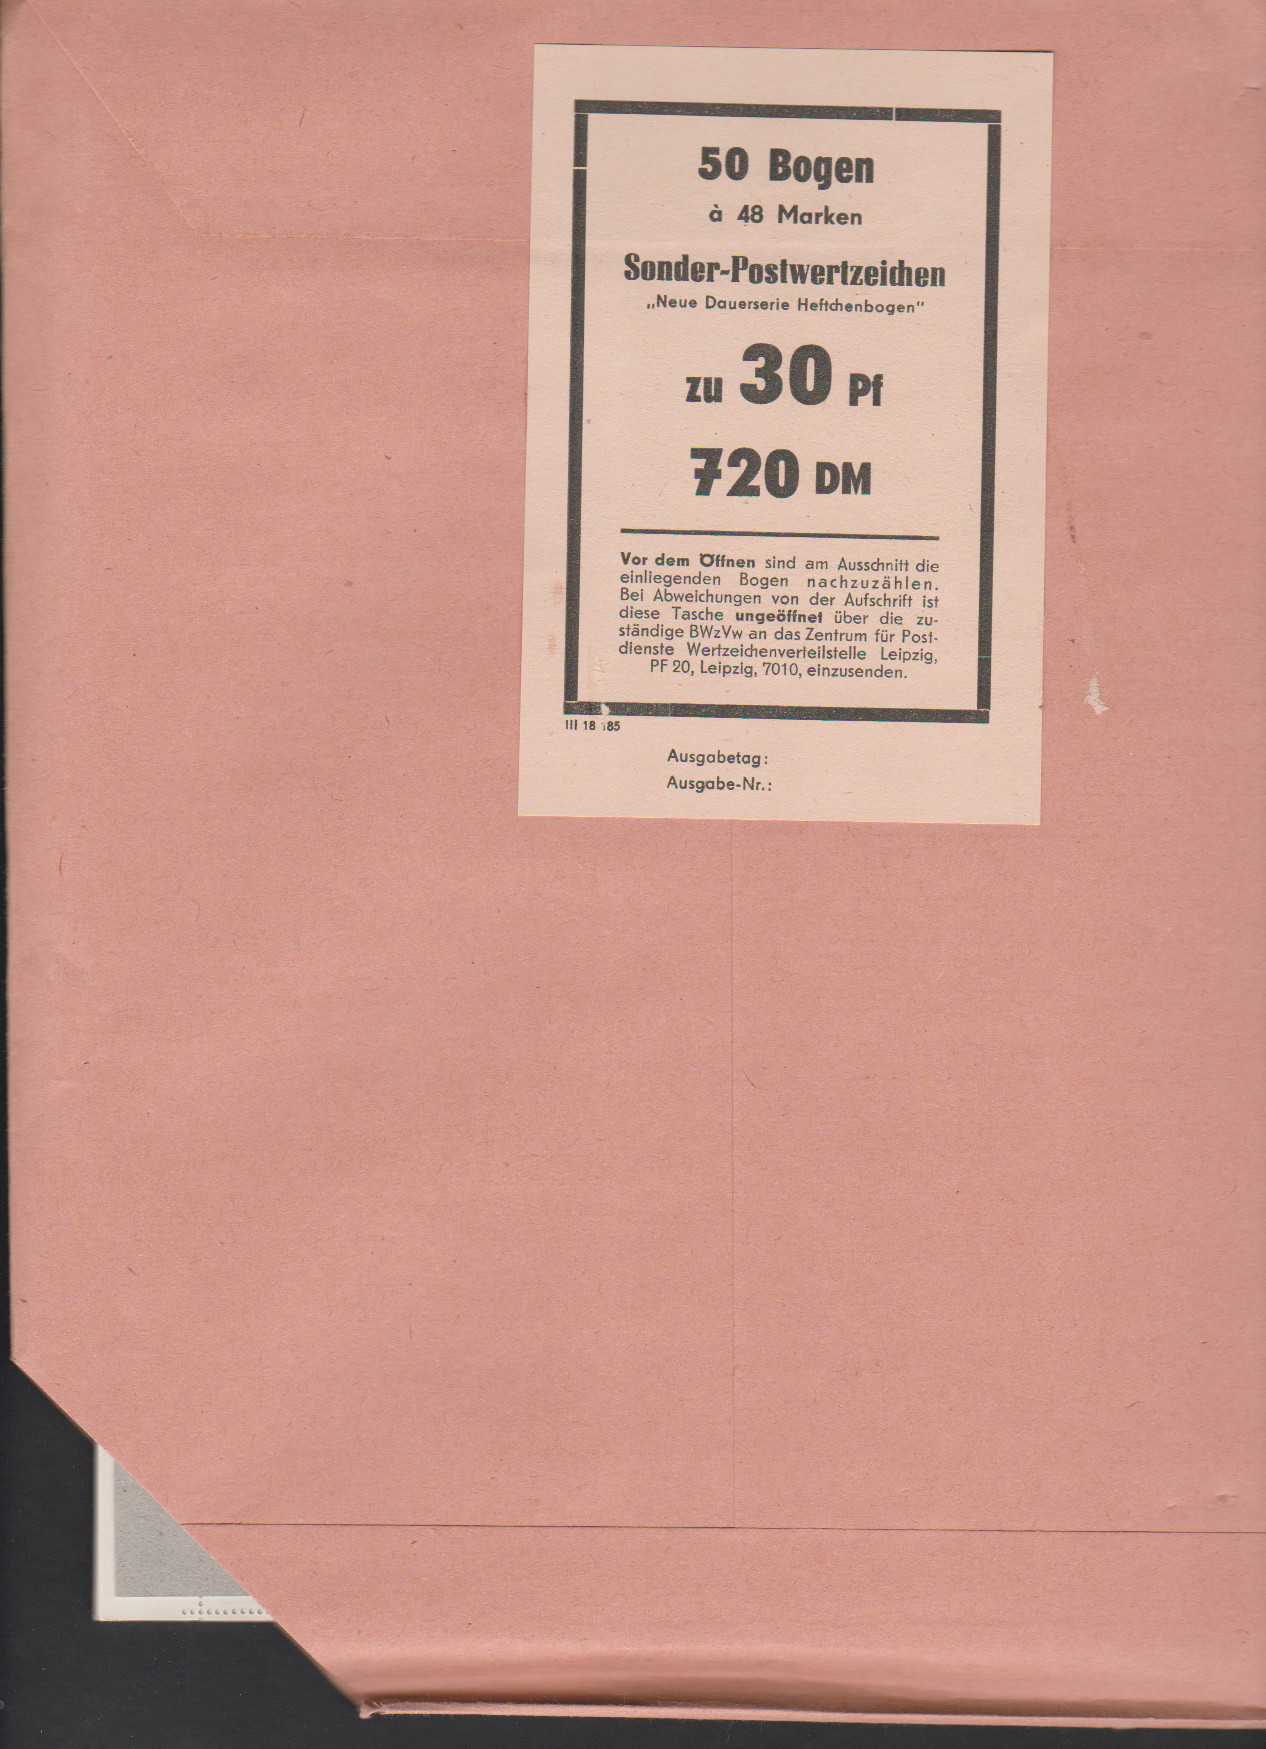 50 Bogen
à 48 Marken
Sonder-Postwertzeichen
„Neue Dauerserie Heftchenbogen"
zu 30 Pf
720 DM
Vor dem Öffnen sind am Ausschnitt die
einliegenden Bogen nachzuzählen.
Bei Abweichungen von der Aufschrift ist
diese Tasche ungeöffnet über die zu-
ständige BWzVw an das Zentrum für Post-
dienste Wertzeichenverteilstelle Leipzig,
PF 20, Leipzig, 7010, einzusenden.
III 18 185
Ausgabetag:
Ausgabe-Nr.: